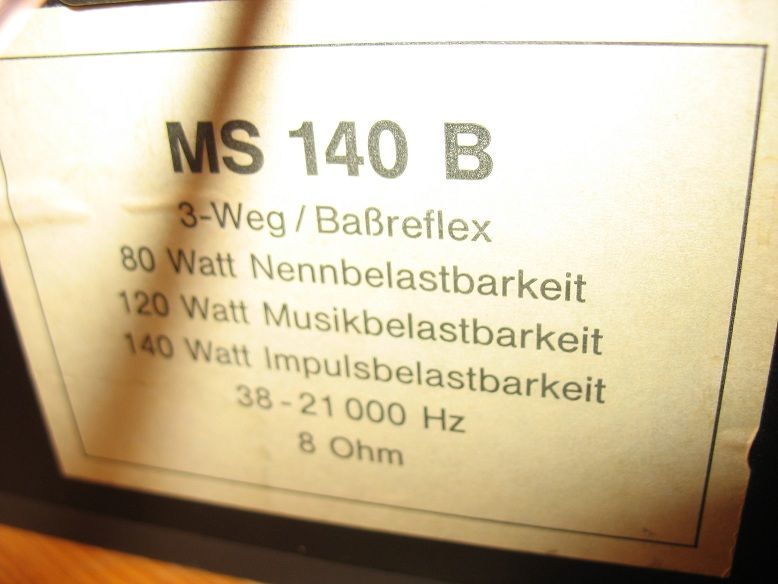 MS 140 B
3-Weg / Baßreflex
80 Watt Nennbelastbarkeit
120 Watt Musikbelastbarkeit
140 Watt Impulsbelastbarkeit
38 - 21 000 Hz
8 Ohm